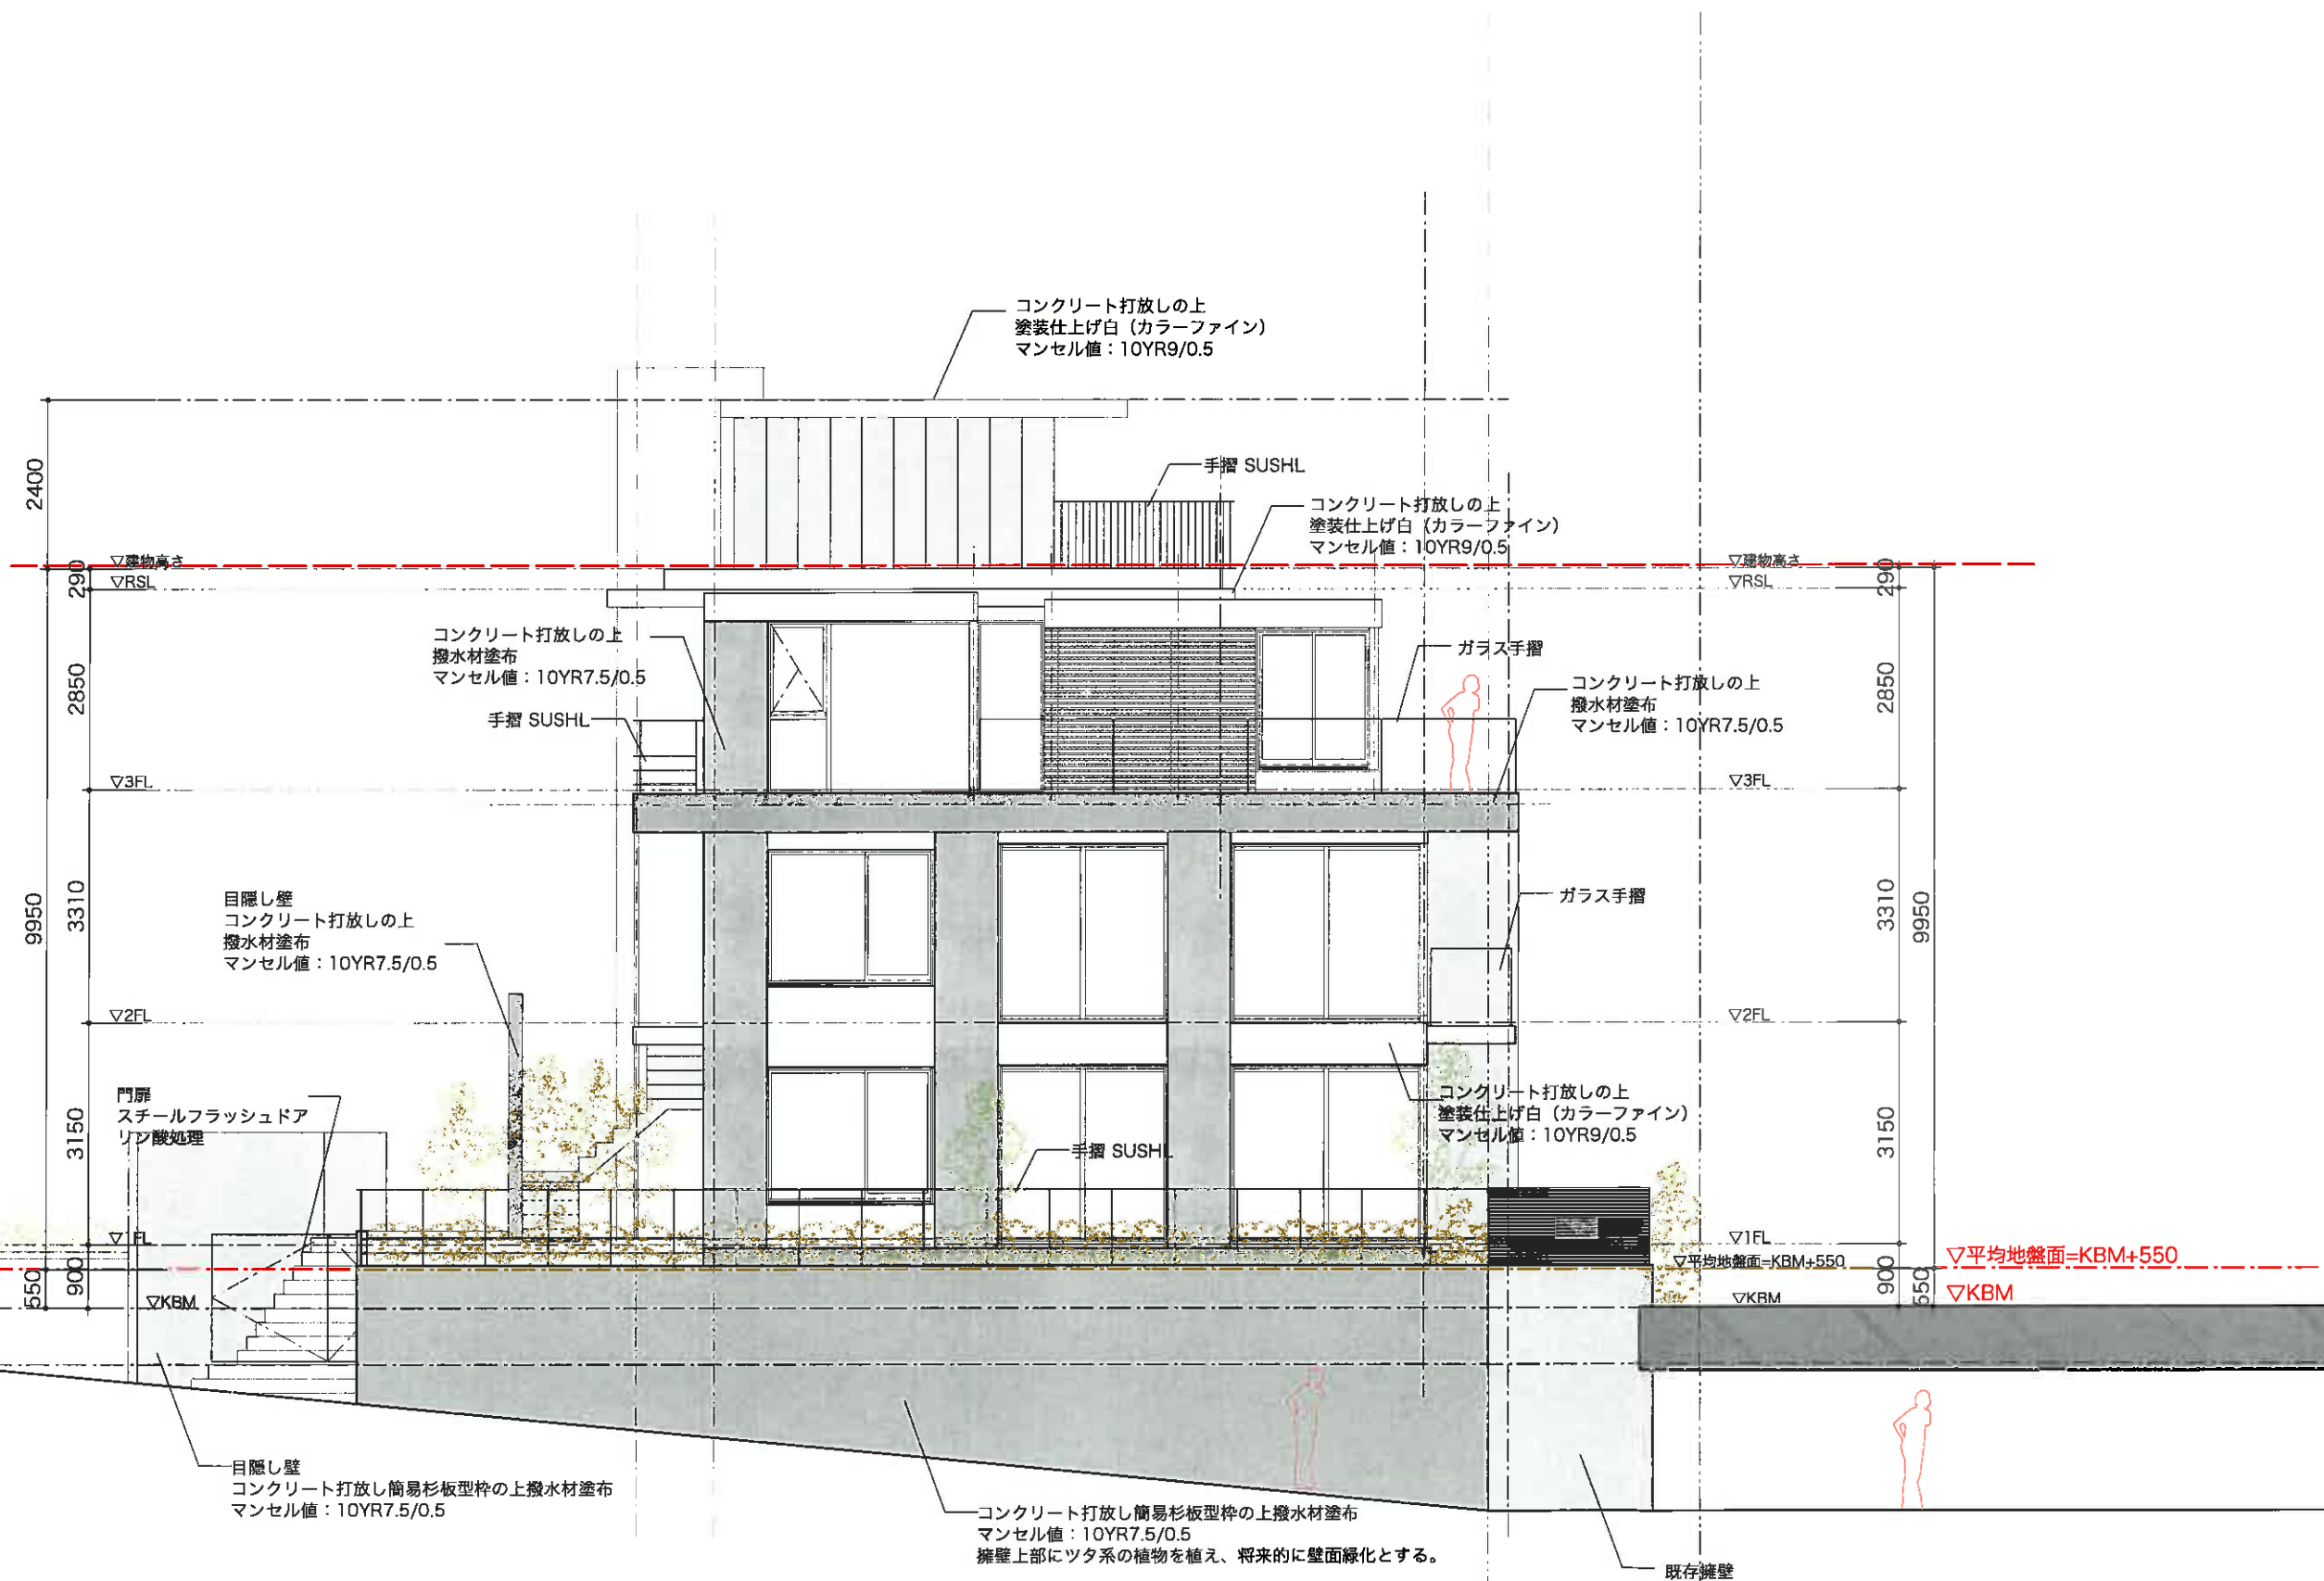 コンクリート打放しの上
塗装仕上げ白（カラーファイン）
マンセル値：10YR9/0.5
2400
手摺 SUSHL
コンクリート打放しの上
塗装仕上げ白（カラーファイン）
マンセル値：10YR9/0.5
290
▽建物高さ
▽RSL
▽建物高さ
▽RSL
290
コンクリート打放しの上
撥水材塗布
マンセル値：10YR7.5/0.5
2850
手摺 SUSHL
ガラス手摺
コンクリート打放しの上
撥水材塗布
マンセル値：10YR7.5/0.5
2850
▽3FL
▽3FL
9950
3310
目隠し壁
コンクリート打放しの上
撥水材塗布
マンセル値：10YR7.5/0.5
ガラス手摺
3310
9950
▽2FL
▽2FL
門扉
スチールフラッシュドア
リン酸処理
3150
コンクリート打放しの上
塗装仕上げ白（カラーファイン）
マンセル値：10YR9/0.5
手摺 SUSHL
3150
▽1FL
▽平均地盤面=KBM+550
▽平均地盤面=KBM+550
550
900
▽KBM
▽KBM
900
550
▽KBM
目隠し壁
コンクリート打放し簡易杉板型枠の上撥水材塗布
マンセル値：10YR7.5/0.5
コンクリート打放し簡易杉板型枠の上撥水材塗布
マンセル値：10YR7.5/0.5
擁壁上部にツタ系の植物を植え、将来的に壁面緑化とする。
既存擁壁